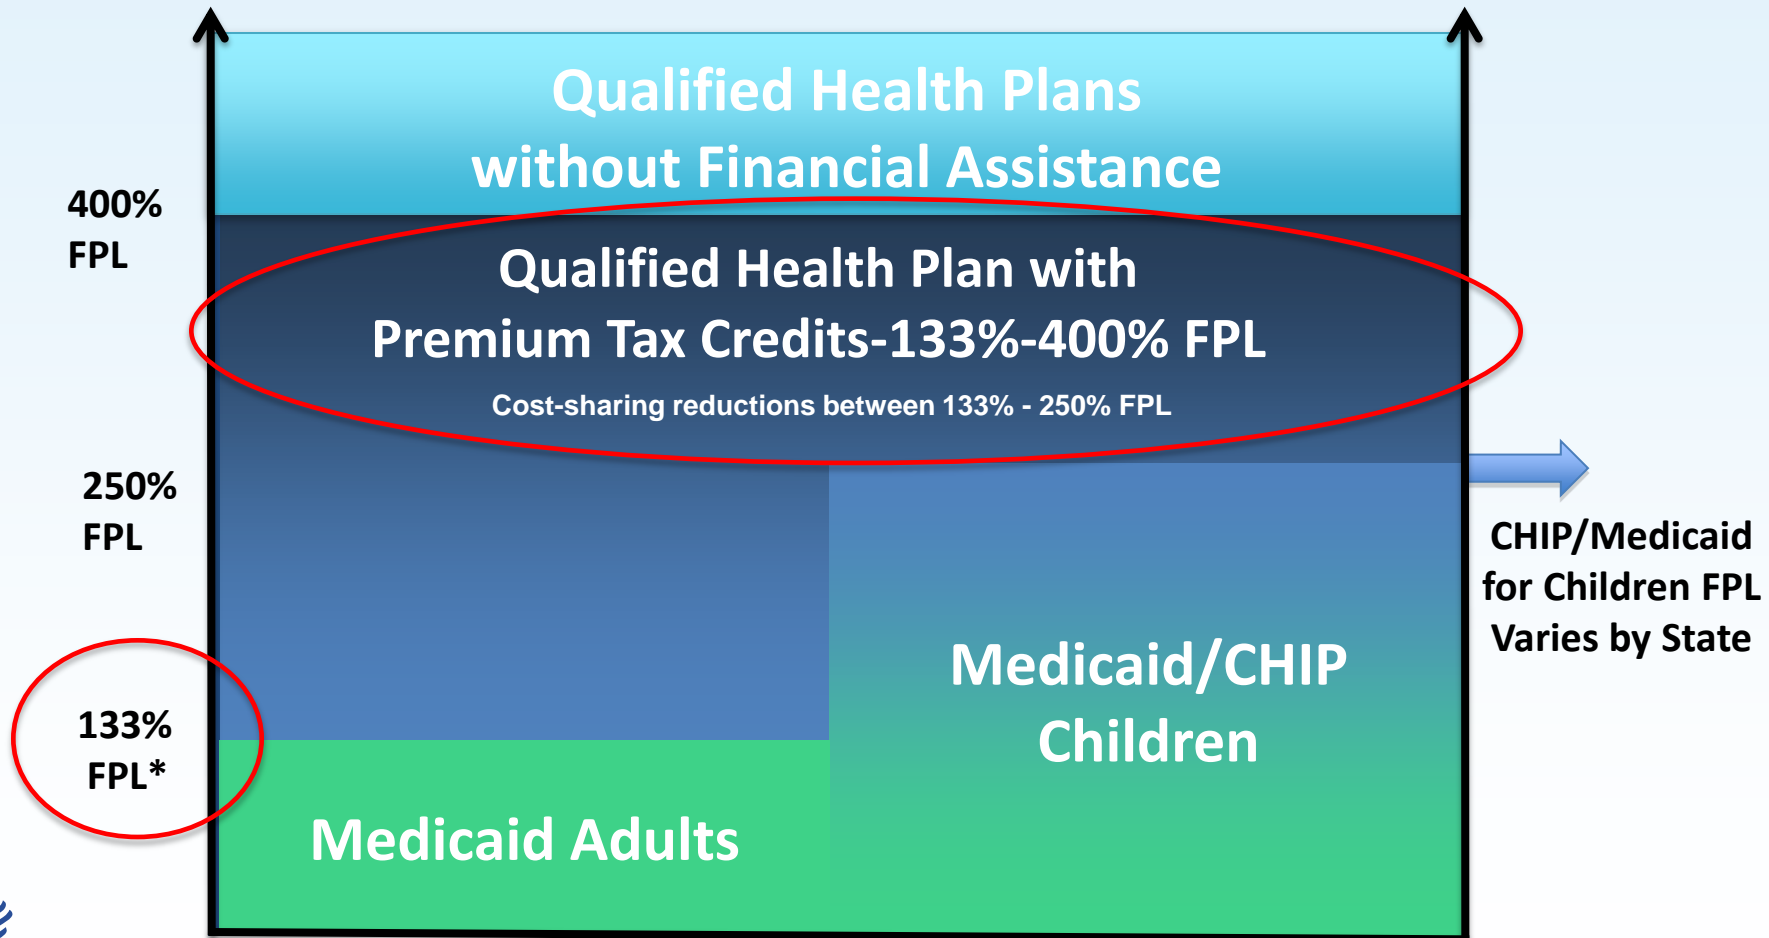 Qualified Health Plans
without Financial Assistance
400%
FPL
Qualified Health Plan with
Premium Tax Credits-133%-400% FPL
Cost-sharing reductions between 133% - 250% FPL
250%
FPL
CHIP/Medicaid
for Children FPL
Varies by State
Medicaid/CHIP
Children
133%
FPL*
Medicaid Adults